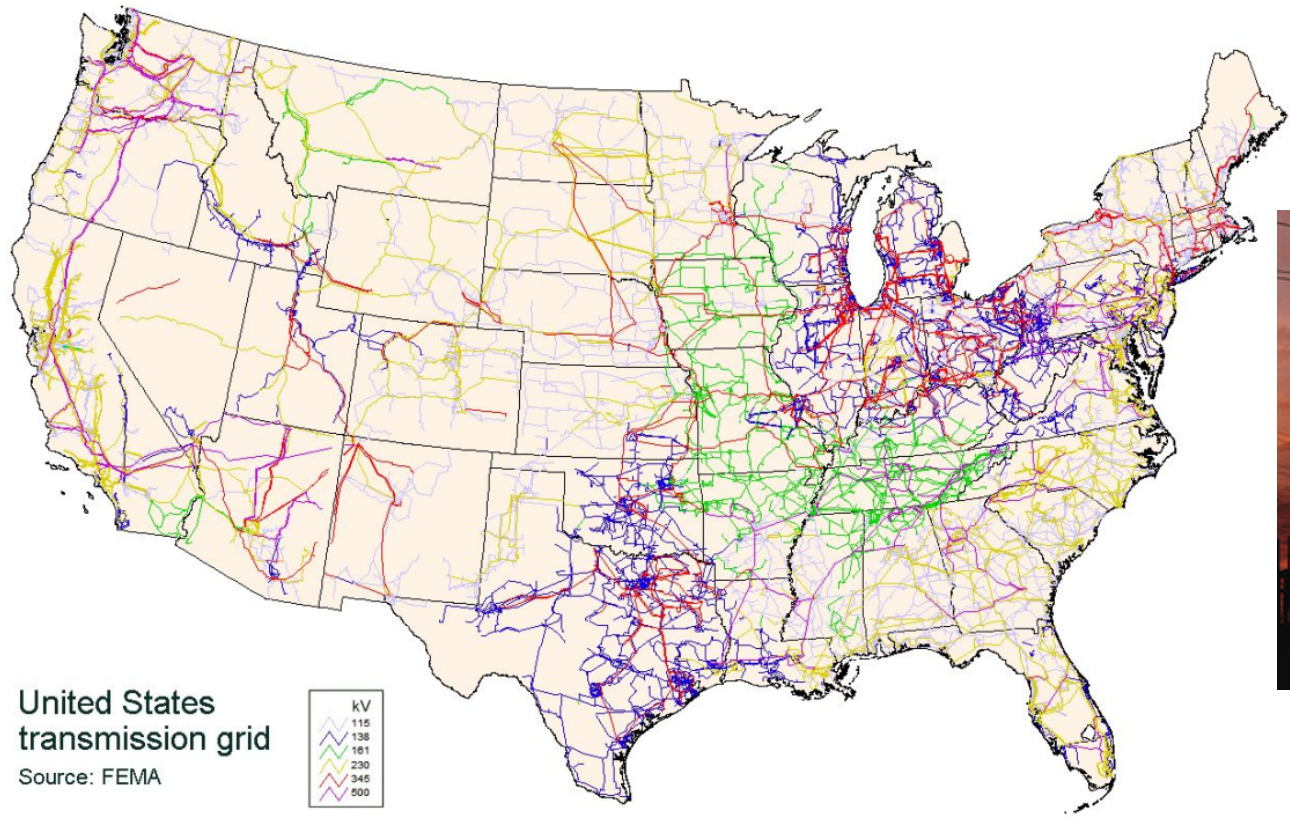 United States
transmission grid
Source: FEMA
kV
115
138
161
230
345
500